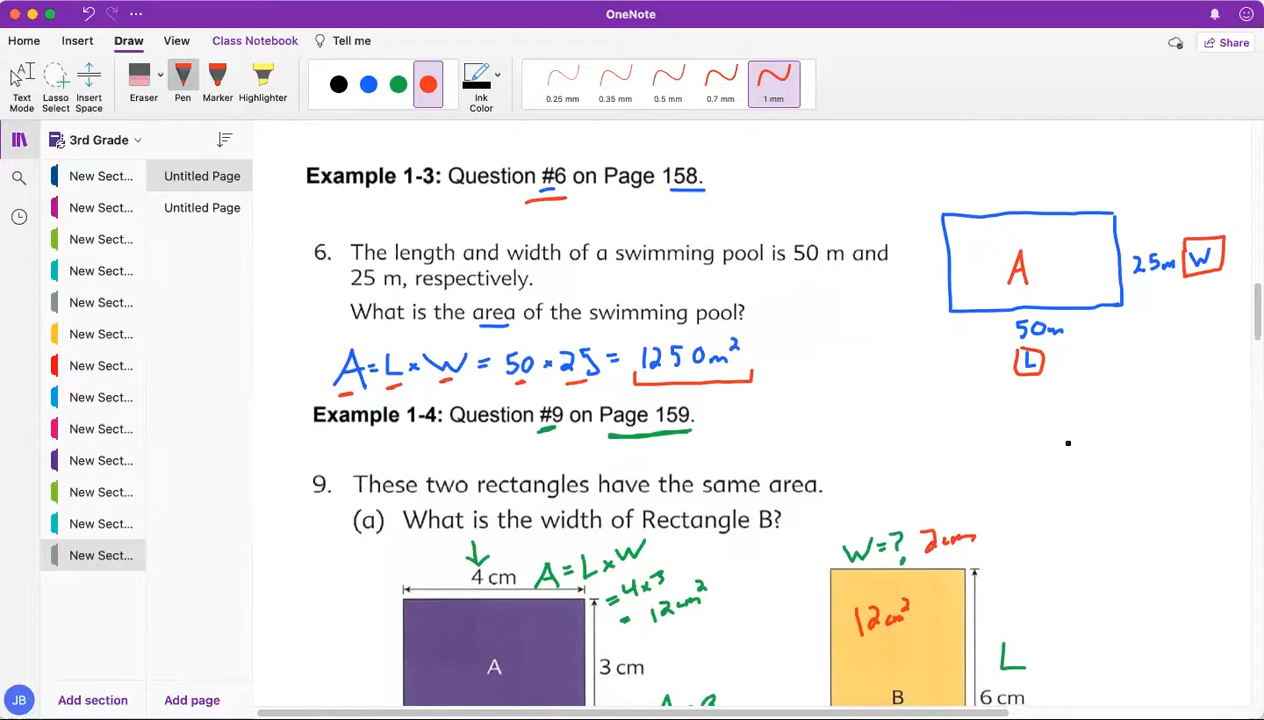 OneNote
Home Insert Draw View Class Notebook Tell me Share
Text Mode Lasso Select Insert Space Eraser Pen Marker Highlighter Ink Color 0.25 mm 0.35 mm 0.5 mm 0.7 mm 1 mm
3rd Grade
New Sect... Untitled Page
New Sect... Untitled Page
New Sect...
New Sect...
New Sect...
New Sect...
New Sect...
New Sect...
New Sect...
New Sect...
New Sect...
New Sect...
New Sect...
JB Add section Add page
Example 1-3: Question #6 on Page 158.
6. The length and width of a swimming pool is 50 m and
25 m, respectively.
What is the area of the swimming pool?
A = L × W = 50 × 25 = 1250m²
A
25m W
50m
L
Example 1-4: Question #9 on Page 159.
9. These two rectangles have the same area.
(a) What is the width of Rectangle B?
4 cm
A = L × W
= 4 × 3
= 12cm²
A
3 cm
W = ? 2cm
12cm²
L
B
6 cm